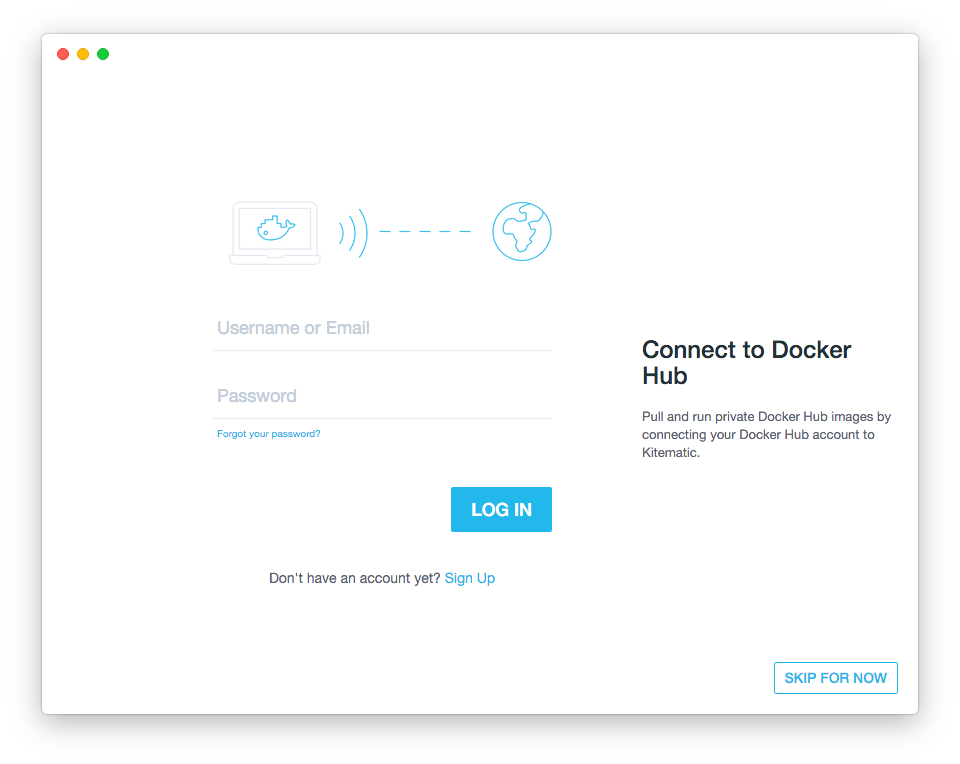 Username or Email
Password
Forgot your password?
LOG IN
Don't have an account yet? Sign Up
Connect to Docker
Hub
Pull and run private Docker Hub images by
connecting your Docker Hub account to
Kitematic.
SKIP FOR NOW